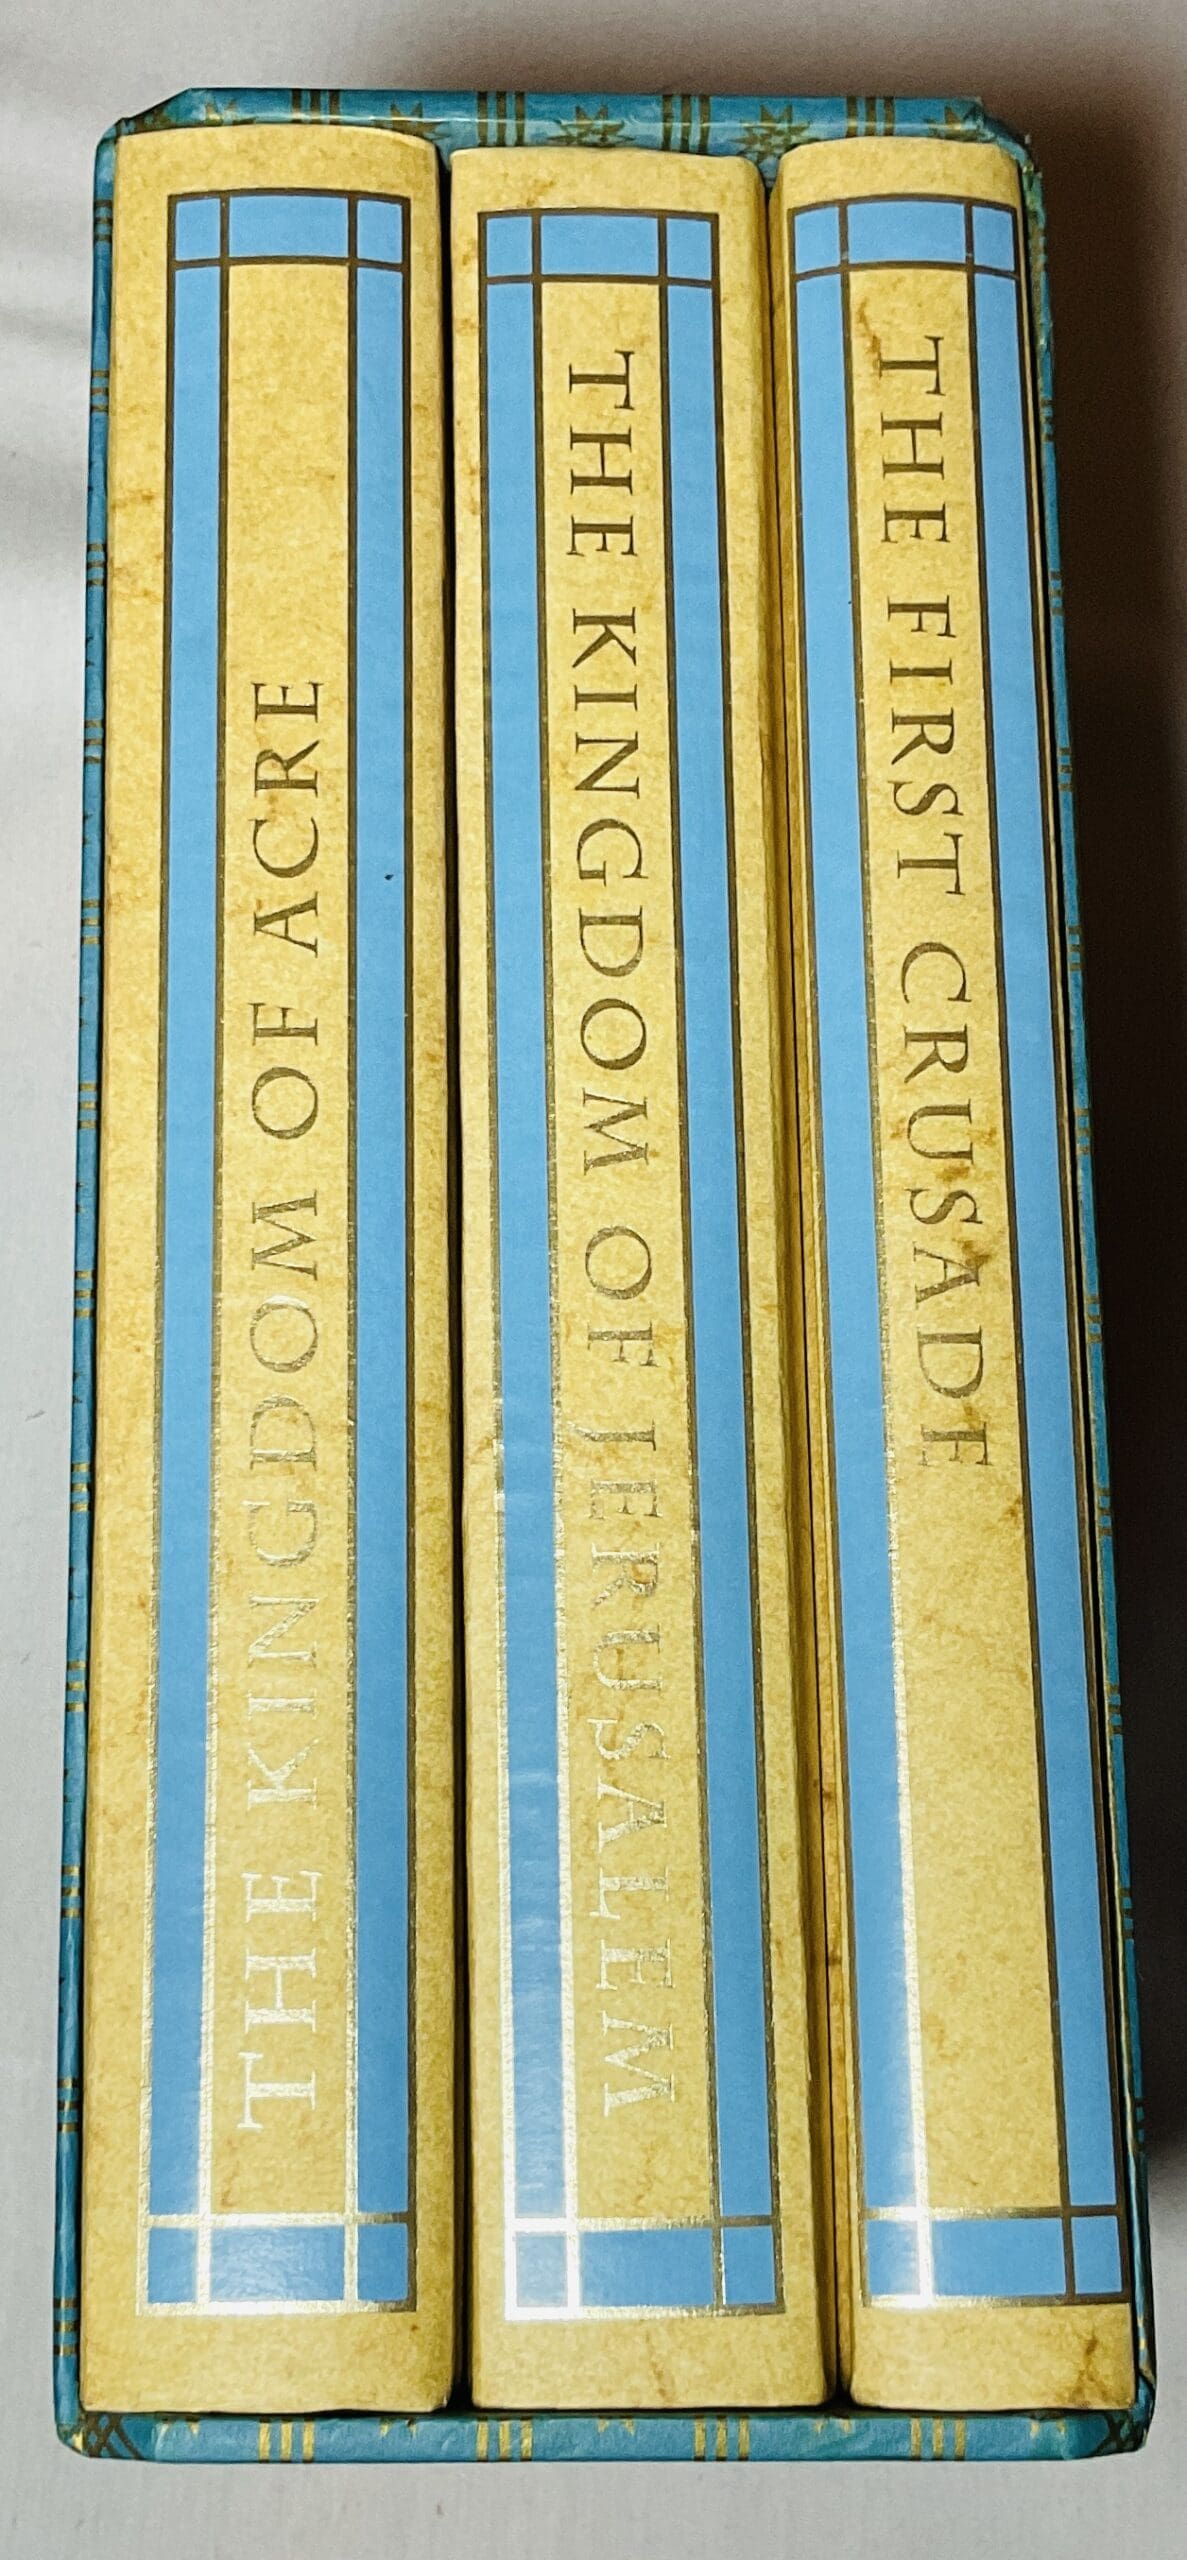 THE KINGDOM OF ACRE
THE KINGDOM OF JERUSALEM
THE FIRST CRUSADE